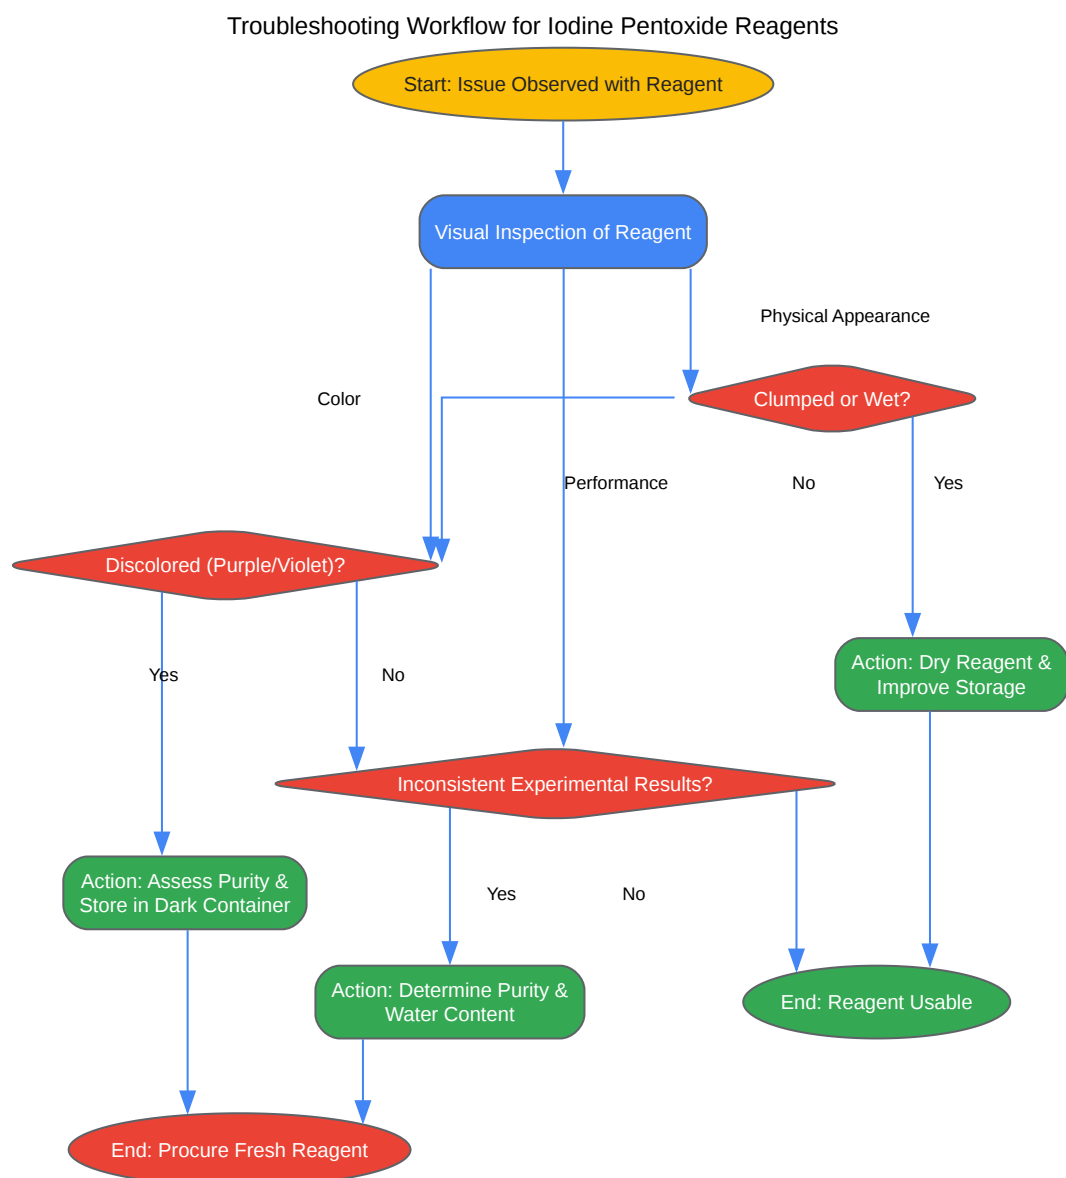 Troubleshooting Workflow for Iodine Pentoxide Reagents
Start: Issue Observed with Reagent
Visual Inspection of Reagent
Physical Appearance
Color
Clumped or Wet?
Performance
No
Yes
Discolored (Purple/Violet)?
Yes
No
Action: Dry Reagent &
Improve Storage
Inconsistent Experimental Results?
Action: Assess Purity &
Store in Dark Container
Yes
No
Action: Determine Purity &
Water Content
End: Reagent Usable
End: Procure Fresh Reagent